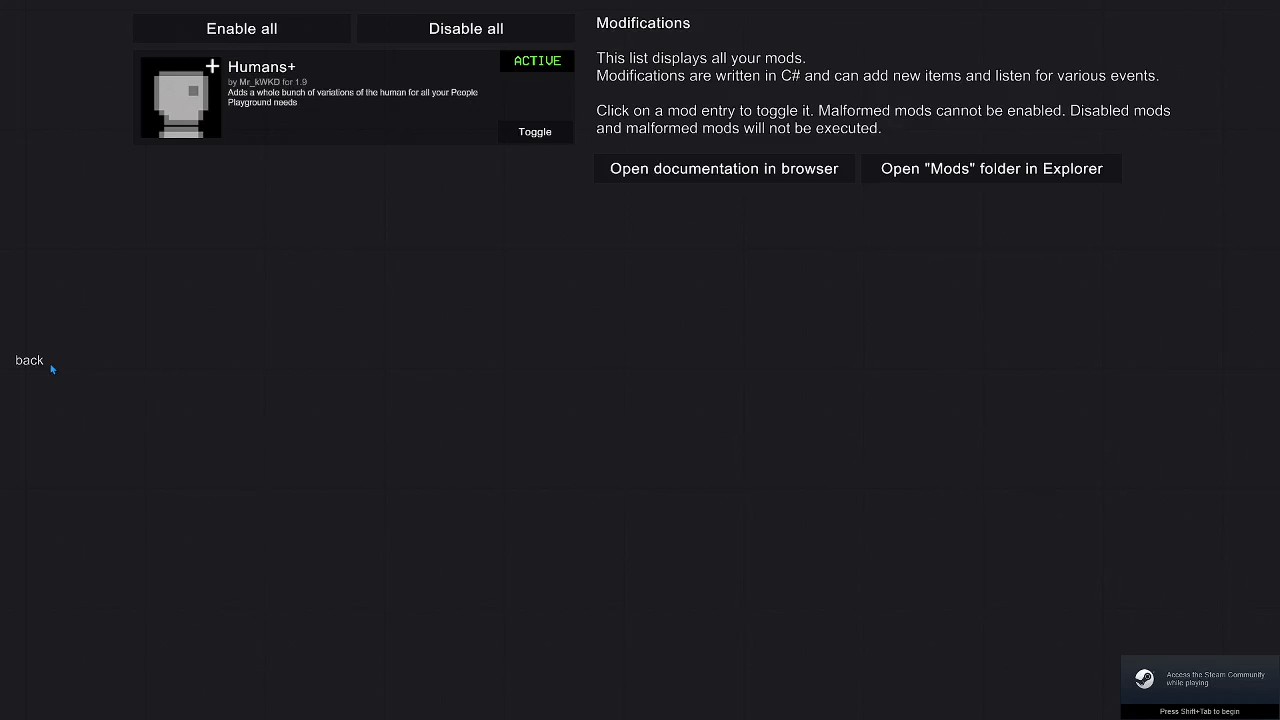 Enable all
Disable all
Humans+
by Mr_kWKD for 1.9
Adds a whole bunch of variations of the human for all your People
Playground needs
ACTIVE
Toggle
Modifications
This list displays all your mods.
Modifications are written in C# and can add new items and listen for various events.
Click on a mod entry to toggle it. Malformed mods cannot be enabled. Disabled mods
and malformed mods will not be executed.
Open documentation in browser
Open "Mods" folder in Explorer
back
Access the Steam Community
while playing
Press Shift+Tab to begin